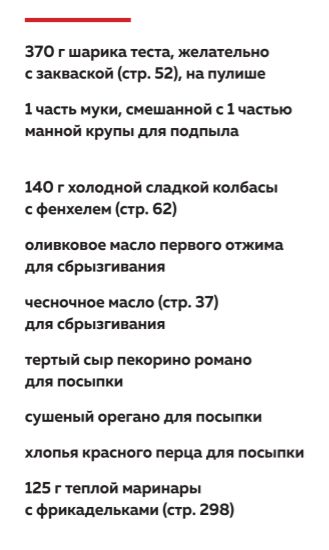 370 г шарика теста, желательно
с закваской (стр. 52), на пулише
1 часть муки, смешанной с 1 частью
манной крупы для подпыла
140 г холодной сладкой колбасы
с фенхелем (стр. 62)
оливковое масло первого отжима
для сбрызгивания
чесночное масло (стр. 37)
для сбрызгивания
тертый сыр пекорино романо
для посыпки
сушеный орегано для посыпки
хлопья красного перца для посыпки
125 г теплой маринары
с фрикадельками (стр. 298)